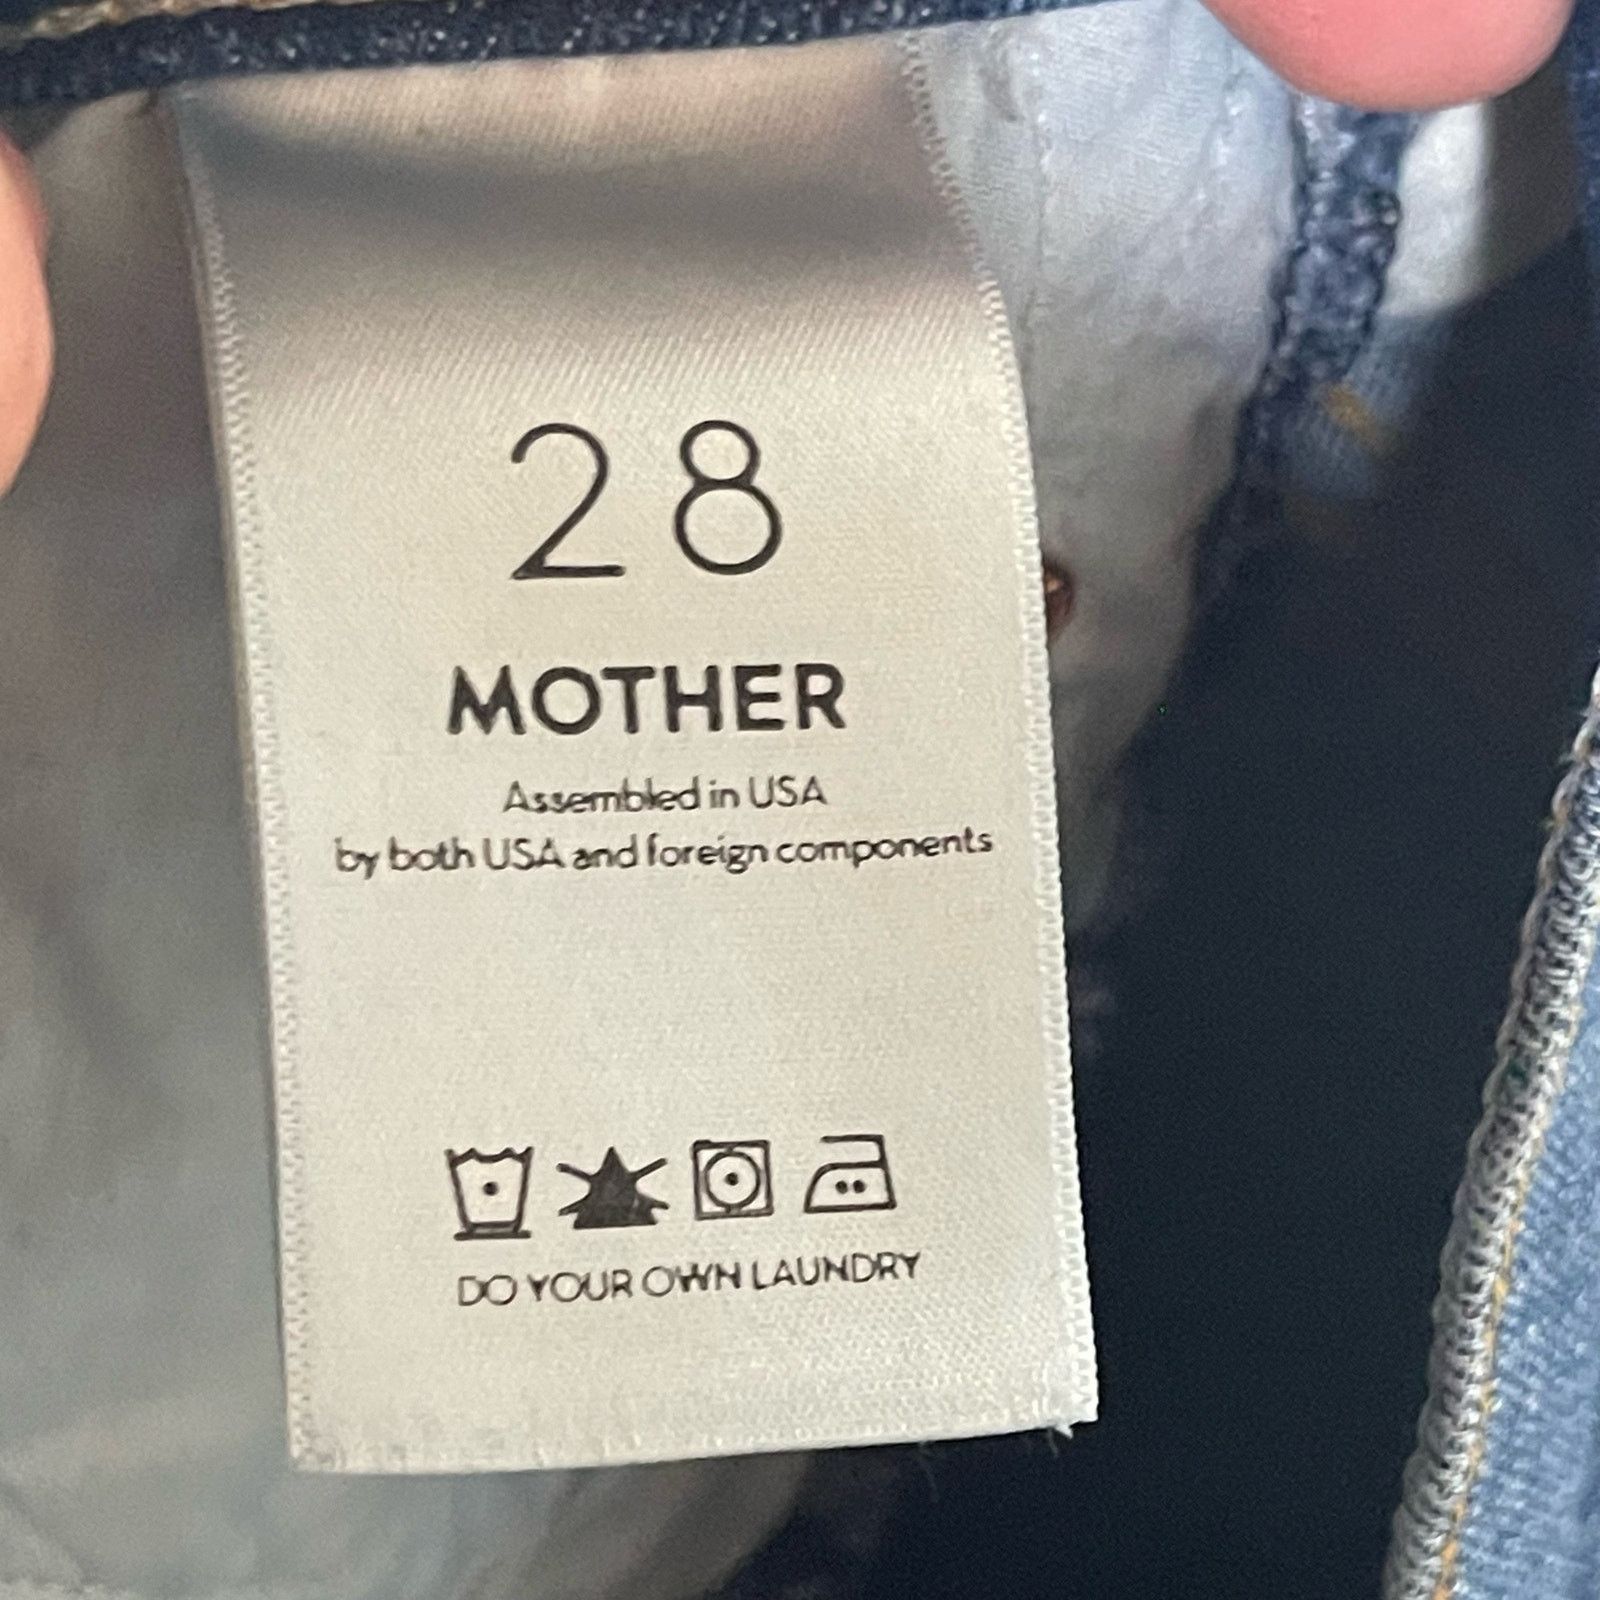 28
MOTHER
Assembled in USA
by both USA and foreign components
DO YOUR OWN LAUNDRY